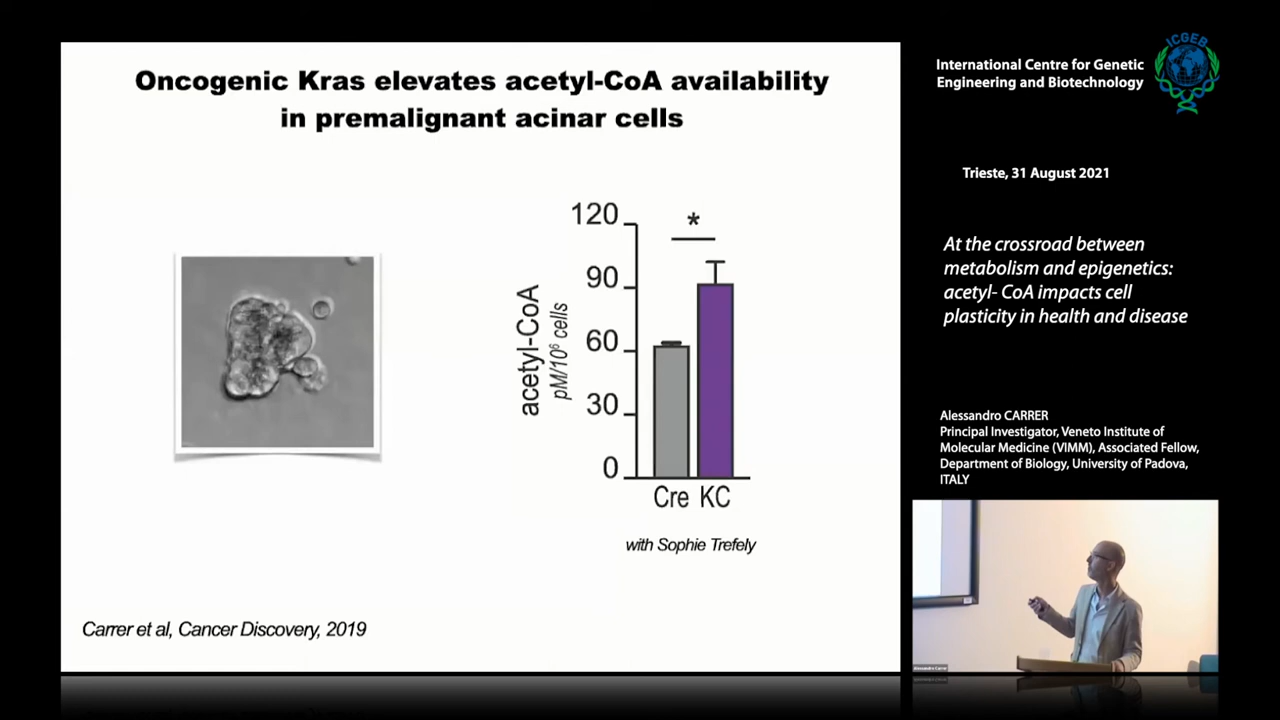 Oncogenic Kras elevates acetyl-CoA availability
in premalignant acinar cells
120
90
60
30
0
acetyl-CoA
pM/10⁶ cells
*
Cre KC
with Sophie Trefely
Carrer et al, Cancer Discovery, 2019
International Centre for Genetic
Engineering and Biotechnology
ICGEB
Trieste, 31 August 2021
At the crossroad between
metabolism and epigenetics:
acetyl- CoA impacts cell
plasticity in health and disease
Alessandro CARRER
Principal Investigator, Veneto Institute of
Molecular Medicine (VIMM), Associated Fellow,
Department of Biology, University of Padova,
ITALY
Alessandro Carrer